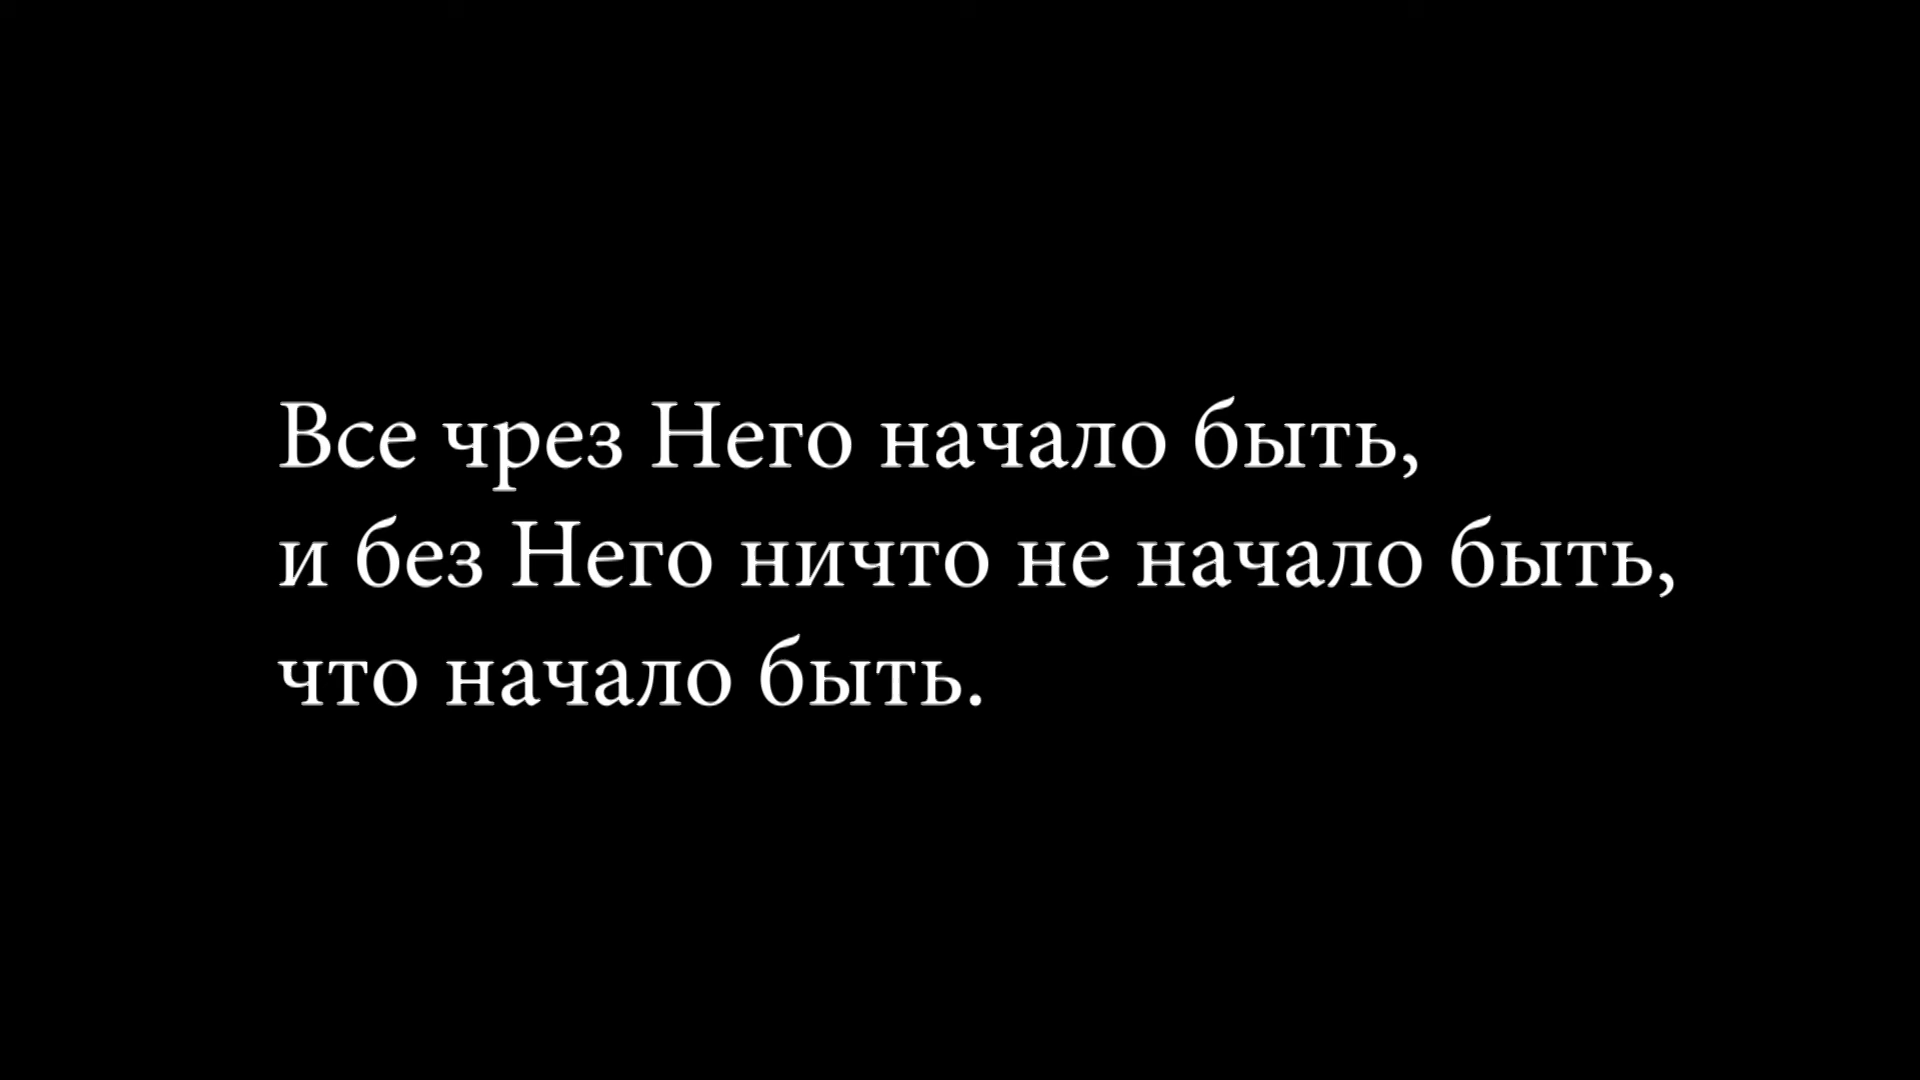 Все чрез Него начало быть,
и без Него ничто не начало быть,
что начало быть.